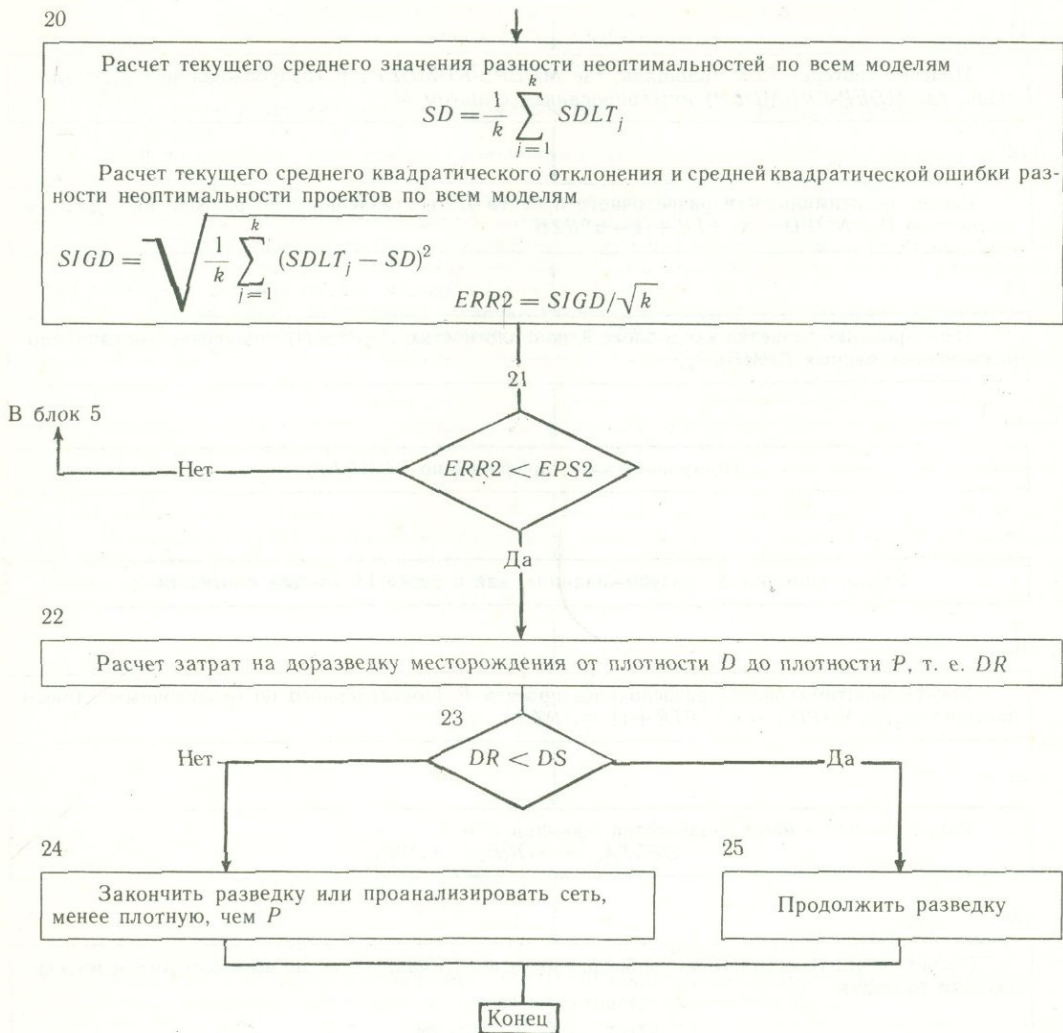 20
Расчет текущего среднего значения разности неоптимальностей по всем моделям
SD = 1/k ∑_{j=1}^{k} SDLT_j
Расчет текущего среднего квадратического отклонения и средней квадратической ошибки раз-
ности неоптимальности проектов по всем моделям
SIGD = √(1/k ∑_{j=1}^{k} (SDLT_j − SD)²)
ERR2 = SIGD/√k
21
В блок 5
Нет
ERR2 < EPS2
Да
22
Расчет затрат на доразведку месторождения от плотности D до плотности P, т. е. DR
23
Нет
DR < DS
Да
24
Закончить разведку или проанализировать сеть,
менее плотную, чем P
25
Продолжить разведку
Конец